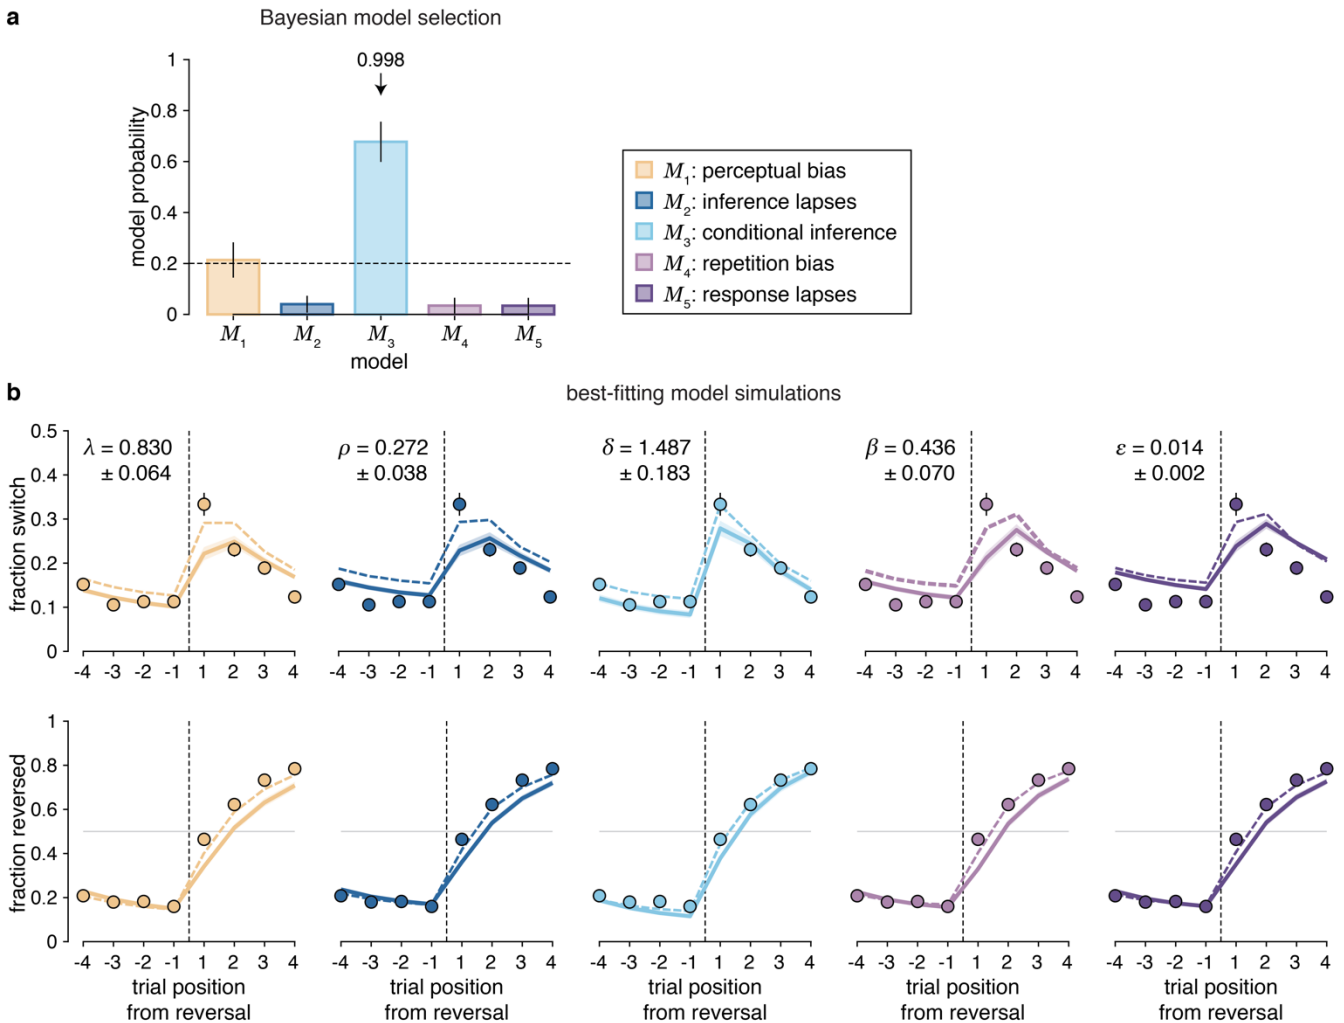 a
Bayesian model selection
model probability
1
0.8
0.6
0.4
0.2
0
0.998
M1 M2 M3 M4 M5
model
M1: perceptual bias
M2: inference lapses
M3: conditional inference
M4: repetition bias
M5: response lapses
b
best-fitting model simulations
fraction switch
0.5
0.4
0.3
0.2
0.1
0
λ = 0.830
± 0.064
ρ = 0.272
± 0.038
δ = 1.487
± 0.183
β = 0.436
± 0.070
ε = 0.014
± 0.002
-4 -3 -2 -1 1 2 3 4
-4 -3 -2 -1 1 2 3 4
-4 -3 -2 -1 1 2 3 4
-4 -3 -2 -1 1 2 3 4
-4 -3 -2 -1 1 2 3 4
fraction reversed
1
0.8
0.6
0.4
0.2
0
-4 -3 -2 -1 1 2 3 4
-4 -3 -2 -1 1 2 3 4
-4 -3 -2 -1 1 2 3 4
-4 -3 -2 -1 1 2 3 4
-4 -3 -2 -1 1 2 3 4
trial position
from reversal
trial position
from reversal
trial position
from reversal
trial position
from reversal
trial position
from reversal